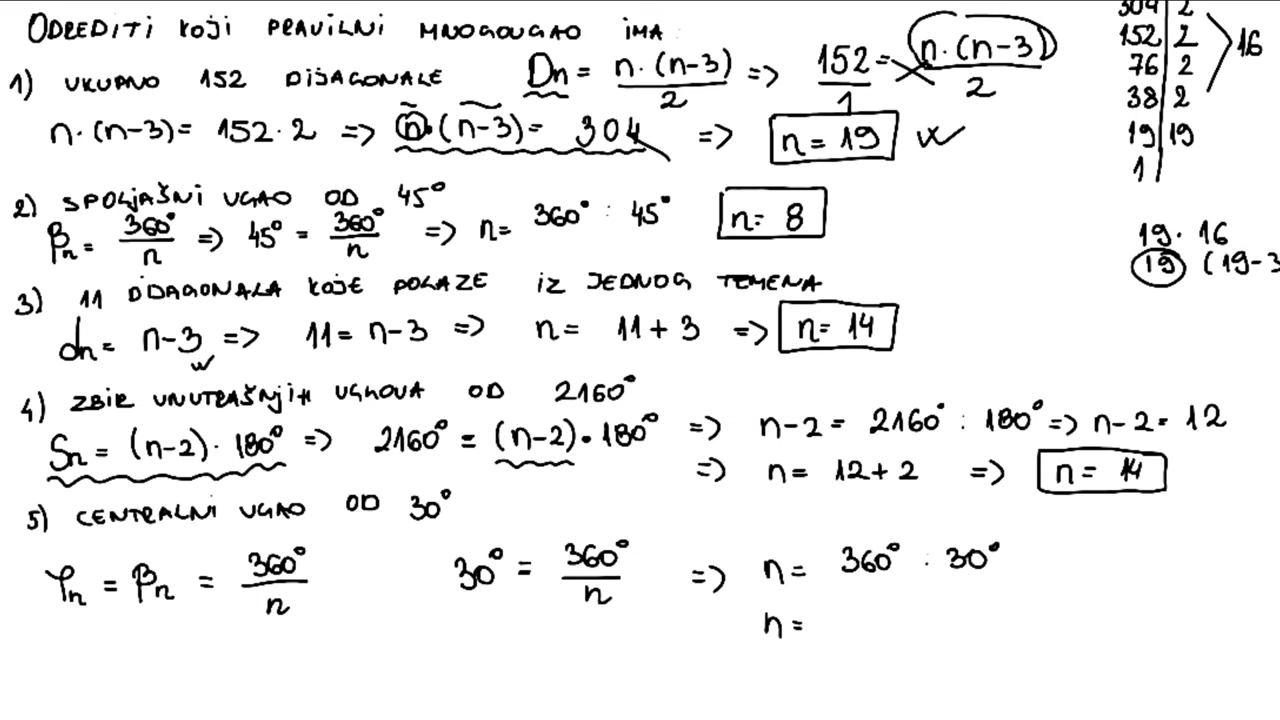 ODREDITI KOJI PRAVILNI MNOGOUGAO IMA
1) UKUPNO 152 DIJAGONALE Dn = n·(n-3)/2 => 152/1 = n·(n-3)/2
n·(n-3) = 152·2 => n·(n-3) = 304 => n = 19
2) SPOLJAŠNI UGAO OD 45°
βn = 360°/n => 45° = 360°/n => n = 360° : 45° n = 8
3) 11 DIJAGONALA KOJE POLAZE IZ JEDNOG TEMENA
dn = n-3 => 11 = n-3 => n = 11+3 => n = 14
4) ZBIR UNUTRAŠNJIH UGLOVA OD 2160°
Sn = (n-2)·180° => 2160° = (n-2)·180° => n-2 = 2160° : 180° => n-2 = 12
=> n = 12+2 => n = 14
5) CENTRALNI UGAO OD 30°
φn = βn = 360°/n 30° = 360°/n => n = 360° : 30°
n =
304 | 2
152 | 2
76 | 2
38 | 2
19 | 19
1 |
16
19 · 16
19 (19-3